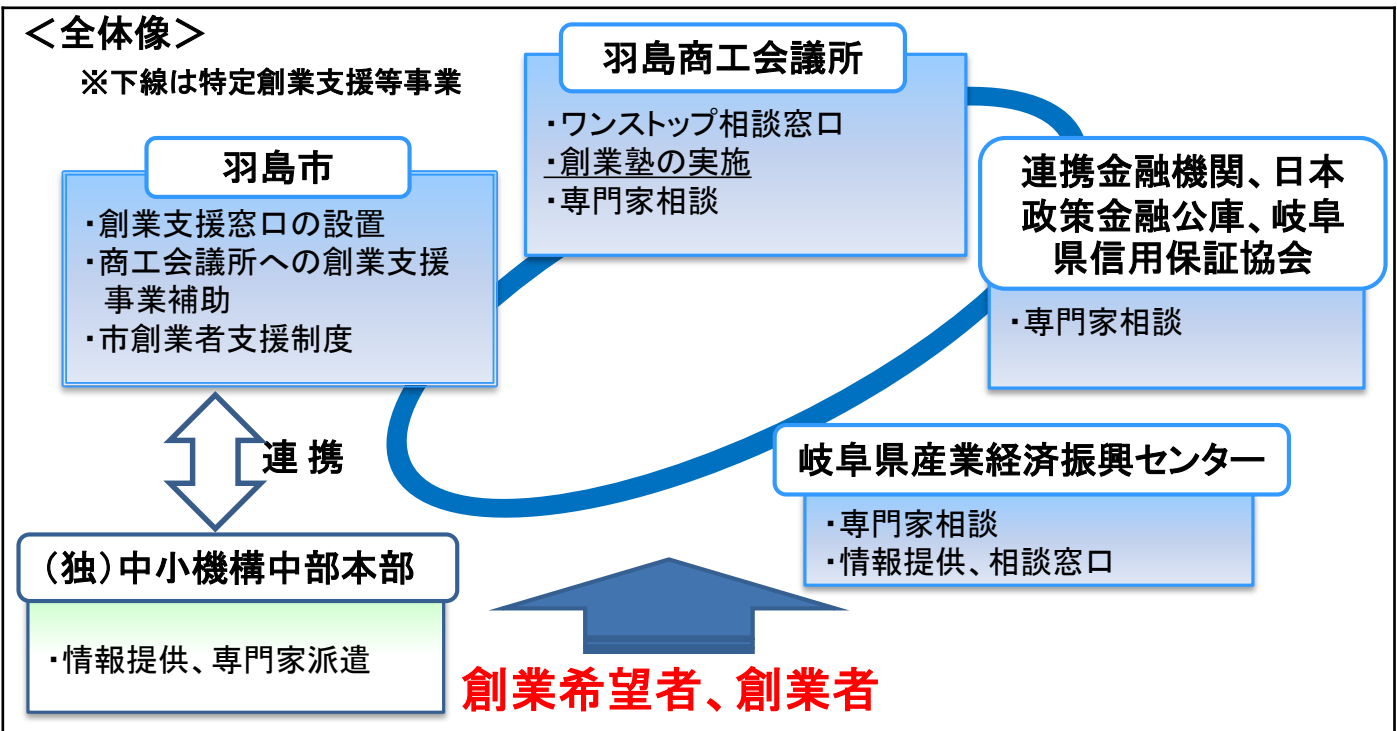 ＜全体像＞
※下線は特定創業支援等事業
羽島商工会議所
・ワンストップ相談窓口
・創業塾の実施
・専門家相談
羽島市
・創業支援窓口の設置
・商工会議所への創業支援
事業補助
・市創業者支援制度
連携金融機関、日本
政策金融公庫、岐阜
県信用保証協会
・専門家相談
連 携
岐阜県産業経済振興センター
・専門家相談
・情報提供、相談窓口
（独）中小機構中部本部
・情報提供、専門家派遣
創業希望者、創業者